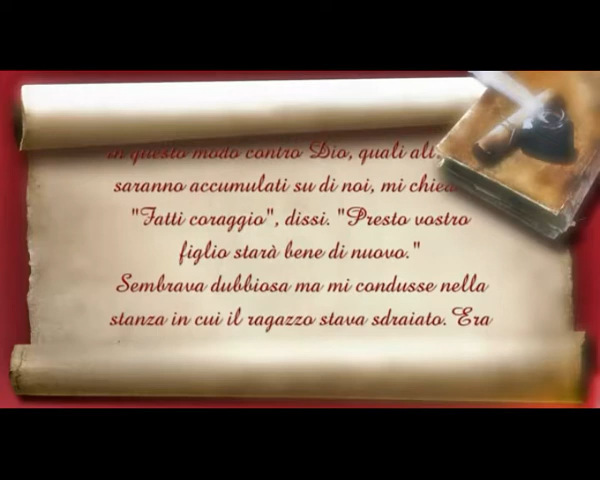 in questo modo contro Dio, quali
saranno accumulati su di noi, mi
"Fatti coraggio", dissi. "Presto vostro
figlio starà bene di nuovo."
Sembrava dubbiosa ma mi condusse nella
stanza in cui il ragazzo stava sdraiato. Era